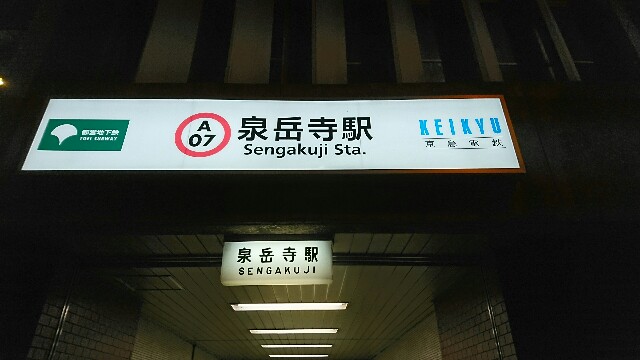 都営地下鉄
TOEI SUBWAY
A
07
泉岳寺駅
Sengakuji Sta.
KEIKYU
京急電鉄
泉岳寺駅
SENGAKUJI